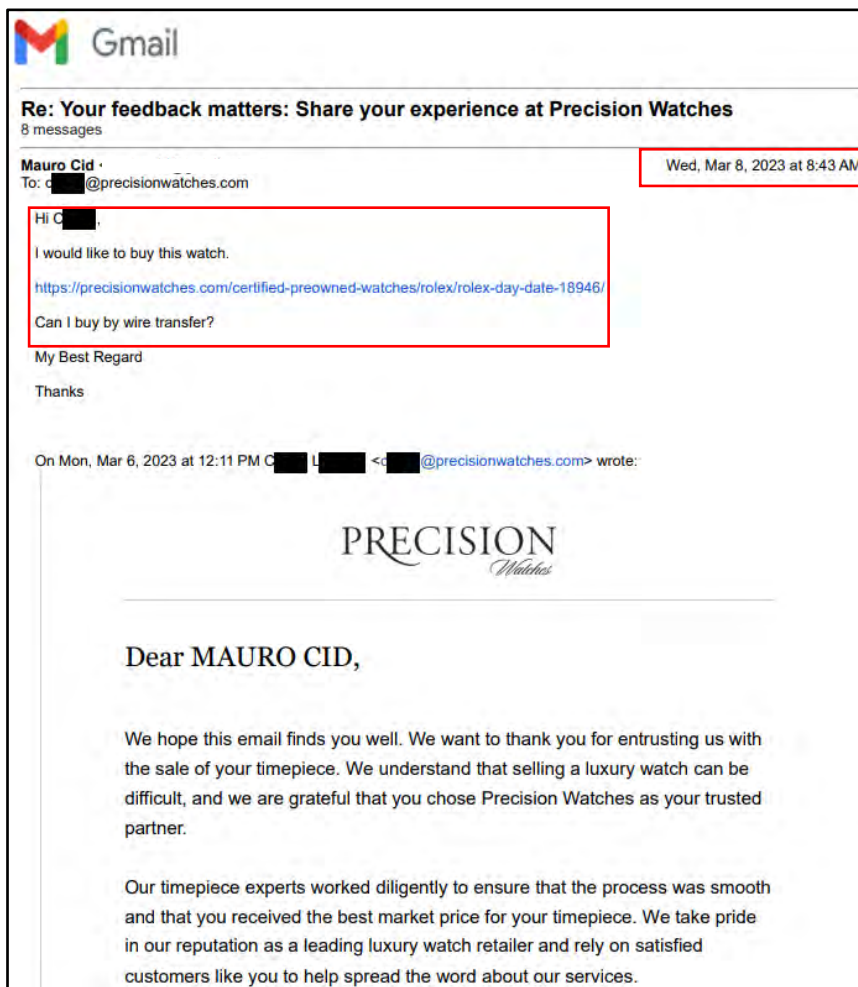 Gmail
Re: Your feedback matters: Share your experience at Precision Watches
8 messages
Mauro Cid
Wed, Mar 8, 2023 at 8:43 AM
To: c @precisionwatches.com
Hi C ,
I would like to buy this watch.
https://precisionwatches.com/certified-preowned-watches/rolex/rolex-day-date-18946/
Can I buy by wire transfer?
My Best Regard
Thanks
On Mon, Mar 6, 2023 at 12:11 PM C L <c @precisionwatches.com> wrote:
PRECISION
Watches
Dear MAURO CID,
We hope this email finds you well. We want to thank you for entrusting us with
the sale of your timepiece. We understand that selling a luxury watch can be
difficult, and we are grateful that you chose Precision Watches as your trusted
partner.
Our timepiece experts worked diligently to ensure that the process was smooth
and that you received the best market price for your timepiece. We take pride
in our reputation as a leading luxury watch retailer and rely on satisfied
customers like you to help spread the word about our services.